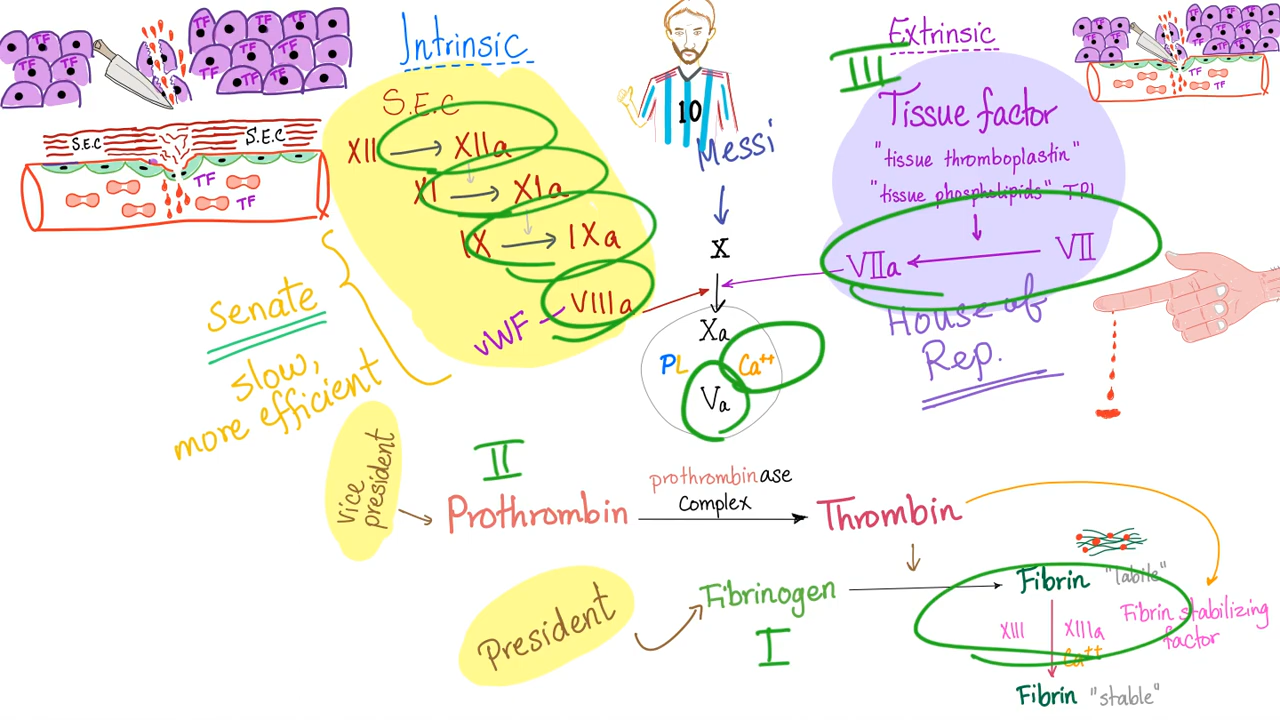 TF TF TF TF TF TF TF TF
Intrinsic
S.E.C
XII → XIIa
XI → XIa
IX → IXa
vWF – VIIIa
S.E.C S.E.C
TF
TF
Senate
slow,
more efficient
10
Messi
X
Xa
PL Ca++
Va
Extrinsic
III
Tissue factor
"tissue thromboplastin"
"tissue phospholipids" TPL
VIIa ← VII
House of
Rep.
TF TF TF TF
TF
TF
Vice
president
II
Prothrombin
prothrombinase
Complex
Thrombin
President
Fibrinogen
I
Fibrin "labile"
XIII XIIIa
Ca++
Fibrin stabilizing
factor
Fibrin "stable"